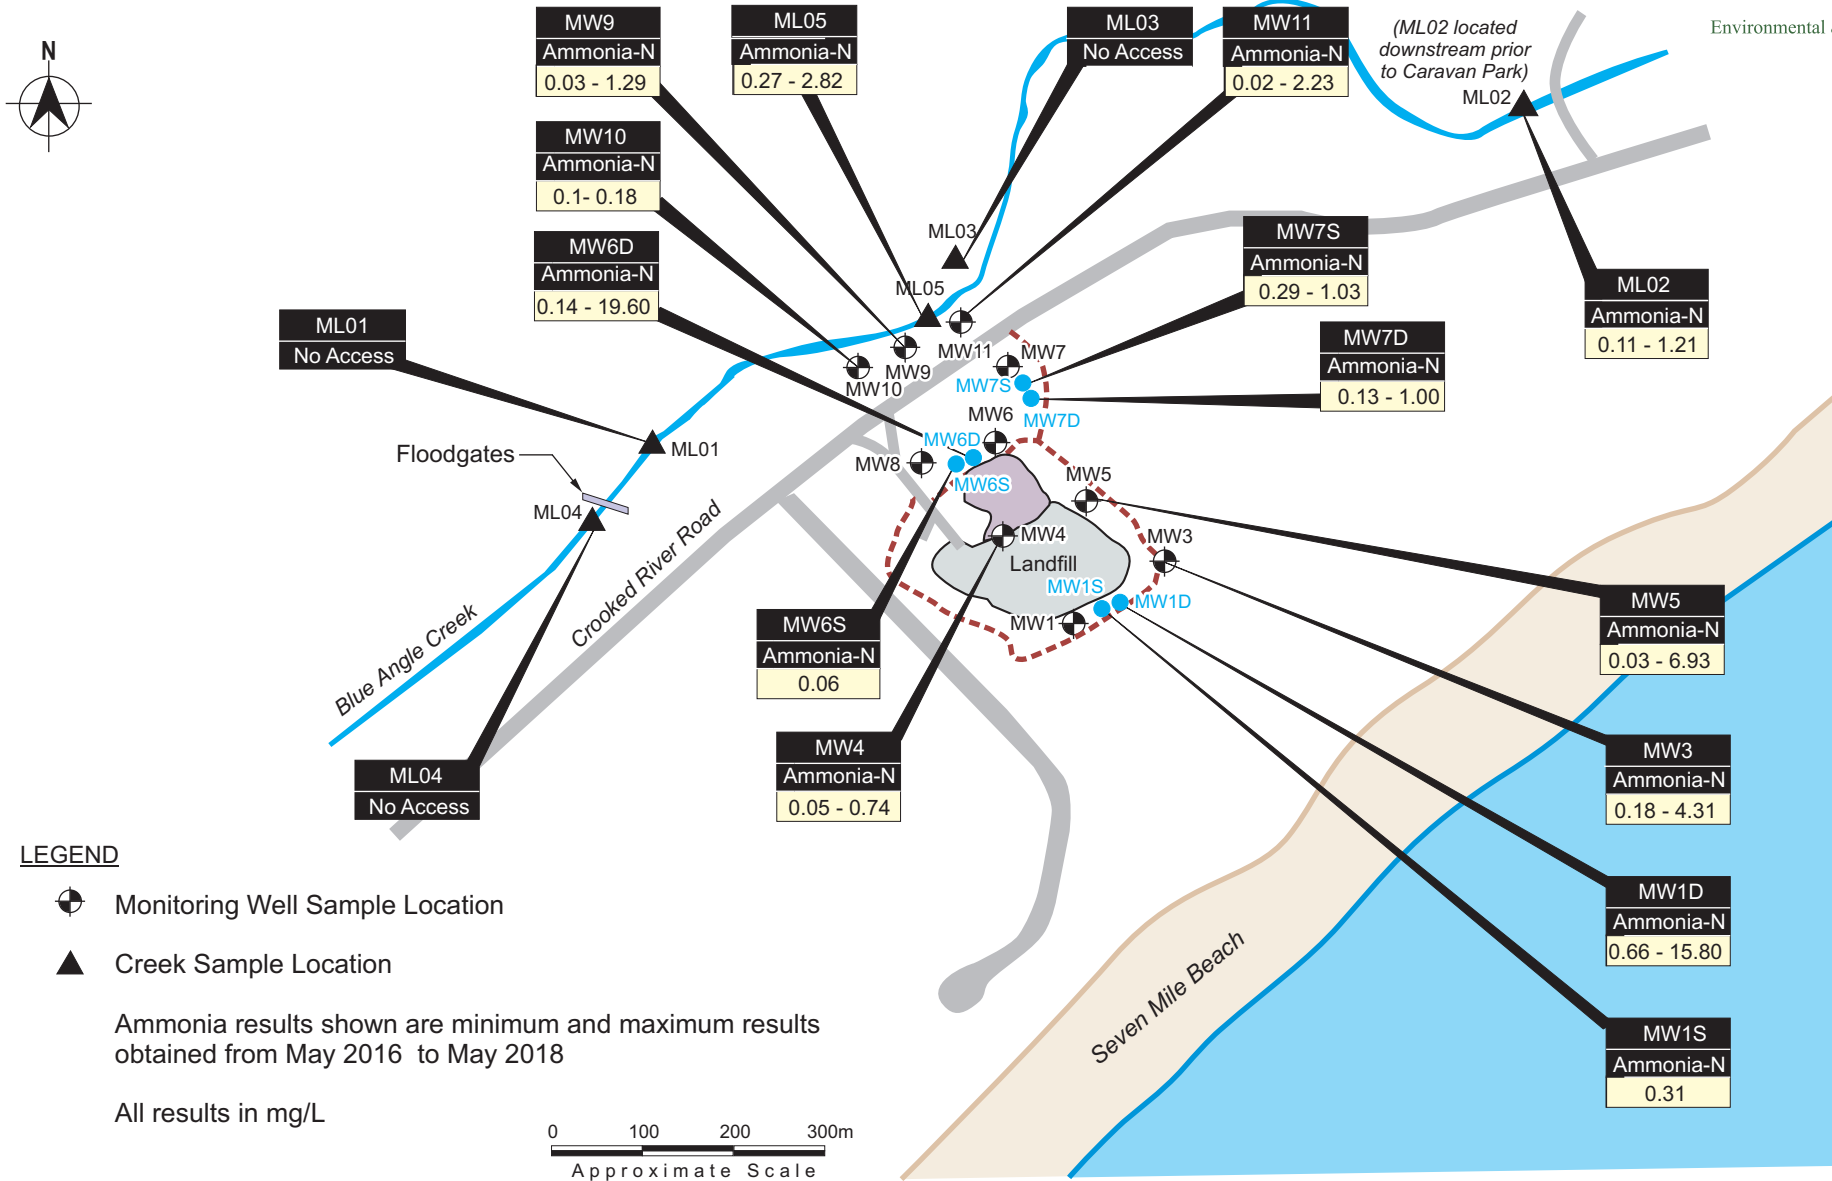 N
MW9
Ammonia-N
0.03 - 1.29
ML05
Ammonia-N
0.27 - 2.82
ML03
No Access
MW11
Ammonia-N
0.02 - 2.23
(ML02 located
downstream prior
to Caravan Park)
ML02
Environmental
MW10
Ammonia-N
0.1- 0.18
MW6D
Ammonia-N
0.14 - 19.60
ML01
No Access
ML03
ML05
MW7S
Ammonia-N
0.29 - 1.03
ML02
Ammonia-N
0.11 - 1.21
MW7D
Ammonia-N
0.13 - 1.00
MW11
MW7
MW9
MW10
MW7S
MW7D
MW6
MW6D
MW8
MW6S
MW5
ML01
Floodgates
ML04
MW4
MW3
Landfill
MW1S
MW1D
MW1
Crooked River Road
Blue Angle Creek
MW6S
Ammonia-N
0.06
MW5
Ammonia-N
0.03 - 6.93
MW4
Ammonia-N
0.05 - 0.74
MW3
Ammonia-N
0.18 - 4.31
ML04
No Access
MW1D
Ammonia-N
0.66 - 15.80
MW1S
Ammonia-N
0.31
Seven Mile Beach
LEGEND
Monitoring Well Sample Location
Creek Sample Location
Ammonia results shown are minimum and maximum results
obtained from May 2016 to May 2018
All results in mg/L
0 100 200 300m
Approximate Scale